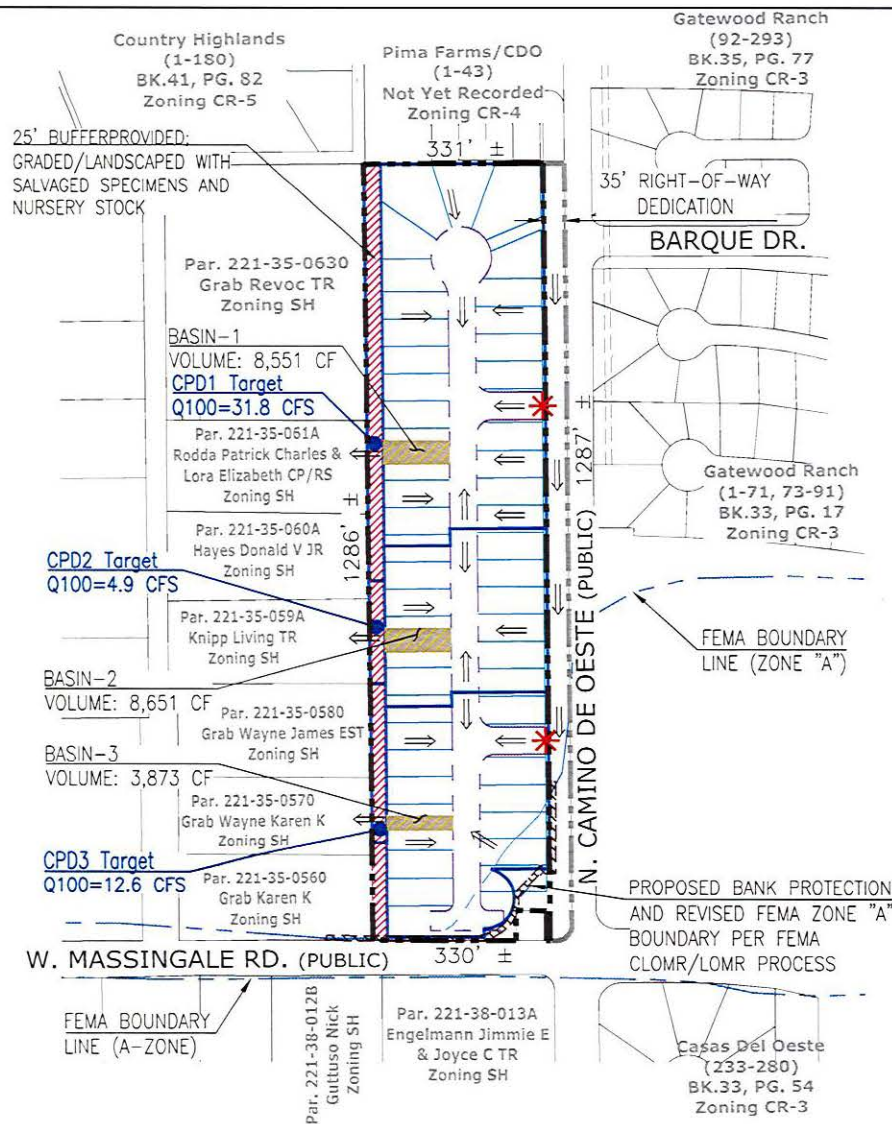 Country Highlands
(1-180)
BK.41, PG. 82
Zoning CR-5
Pima Farms/CDO
(1-43)
Not Yet Recorded
Zoning CR-4
Gatewood Ranch
(92-293)
BK.35, PG. 77
Zoning CR-3
25' BUFFERPROVIDED:
GRADED/LANDSCAPED WITH
SALVAGED SPECIMENS AND
NURSERY STOCK
331' ±
35' RIGHT-OF-WAY
DEDICATION
BARQUE DR.
Par. 221-35-0630
Grab Revoc TR
Zoning SH
BASIN-1
VOLUME: 8,551 CF
CPD1 Target
Q100=31.8 CFS
Par. 221-35-061A
Rodda Patrick Charles &
Lora Elizabeth CP/RS
Zoning SH
1286' ±
1287' ±
Gatewood Ranch
(1-71, 73-91)
BK.33, PG. 17
Zoning CR-3
Par. 221-35-060A
Hayes Donald V JR
Zoning SH
CPD2 Target
Q100=4.9 CFS
Par. 221-35-059A
Knipp Living TR
Zoning SH
FEMA BOUNDARY
LINE (ZONE "A")
BASIN-2
VOLUME: 8,651 CF
Par. 221-35-0580
Grab Wayne James EST
Zoning SH
N. CAMINO DE OESTE (PUBLIC)
BASIN-3
VOLUME: 3,873 CF
Par. 221-35-0570
Grab Wayne Karen K
Zoning SH
CPD3 Target
Q100=12.6 CFS
Par. 221-35-0560
Grab Karen K
Zoning SH
PROPOSED BANK PROTECTION
AND REVISED FEMA ZONE "A"
BOUNDARY PER FEMA
CLOMR/LOMR PROCESS
W. MASSINGALE RD. (PUBLIC)
330' ±
FEMA BOUNDARY
LINE (A-ZONE)
Par. 221-38-012B
Guttuso Nick
Zoning SH
Par. 221-38-013A
Engelmann Jimmie E
& Joyce C TR
Zoning SH
Casas Del Oeste
(233-280)
BK.33, PG. 54
Zoning CR-3